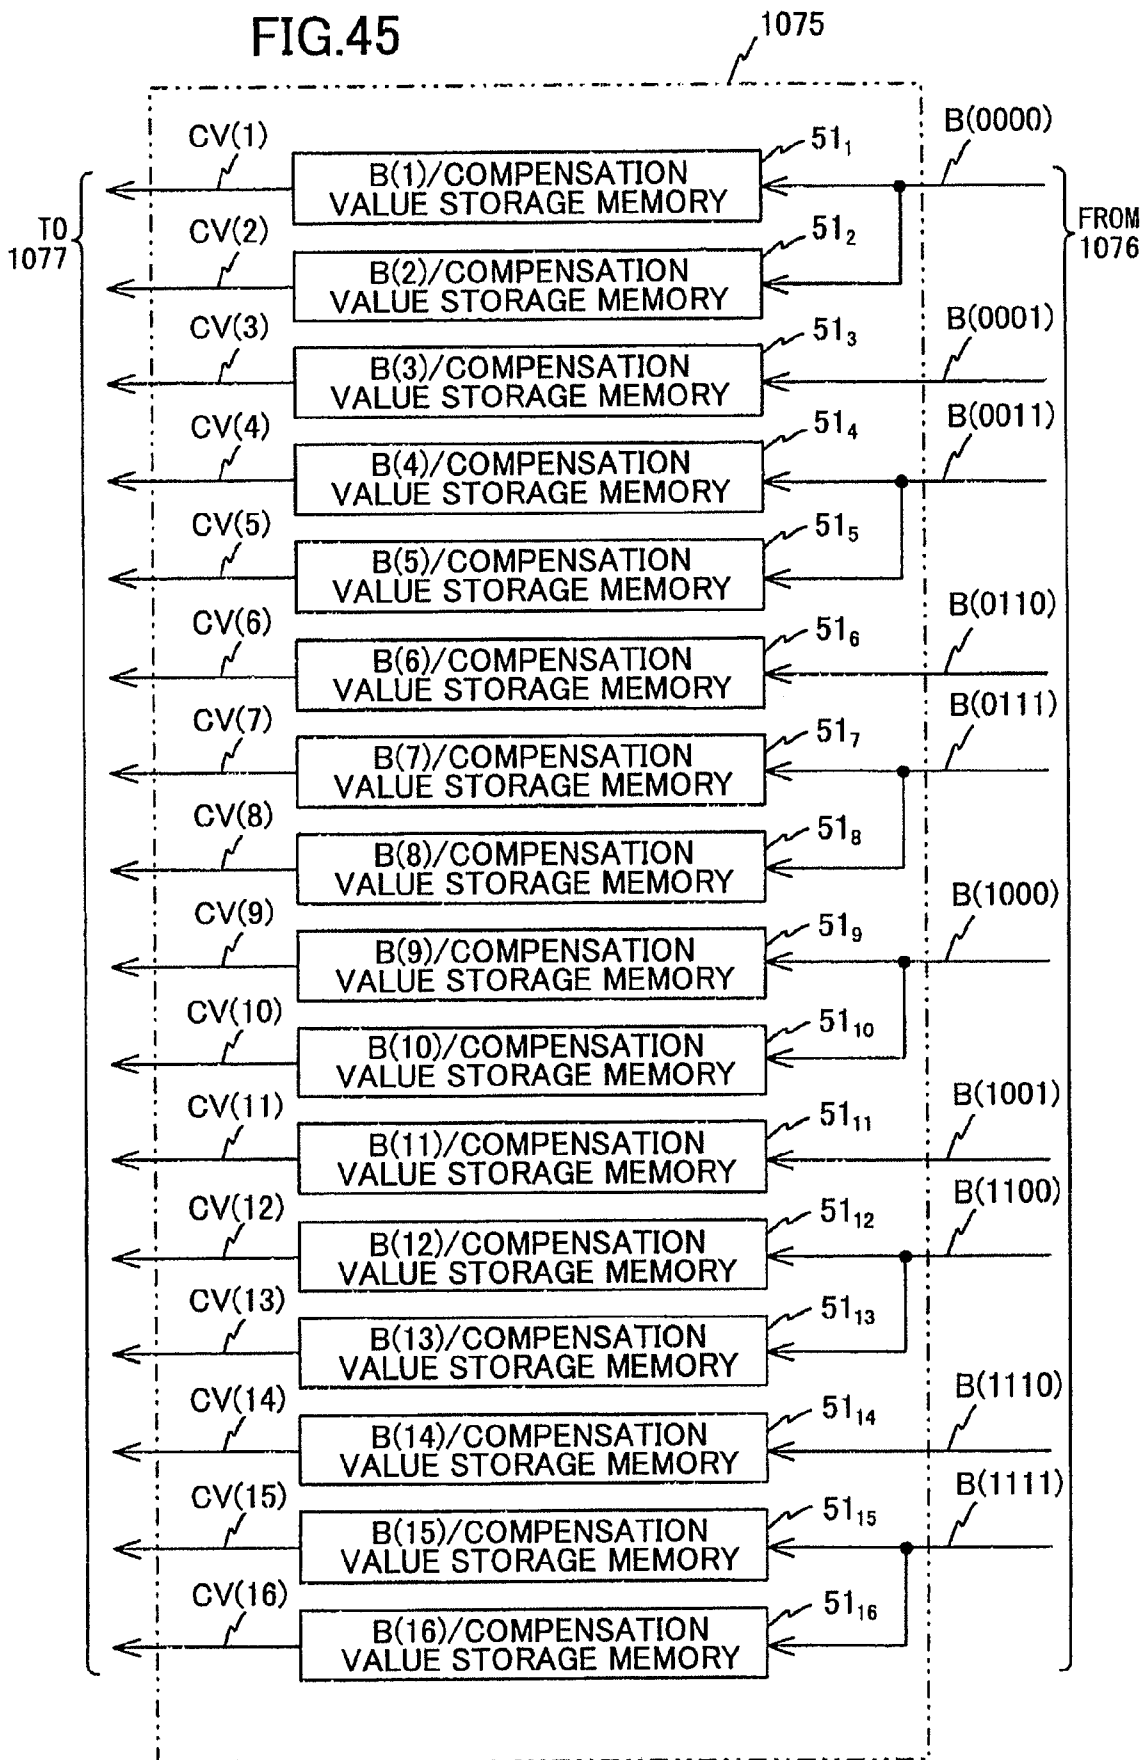 FIG.45
1075
CV(1)
B(1)/COMPENSATION
VALUE STORAGE MEMORY
51₁
B(0000)
TO
1077
FROM
1076
CV(2)
B(2)/COMPENSATION
VALUE STORAGE MEMORY
51₂
CV(3)
B(3)/COMPENSATION
VALUE STORAGE MEMORY
51₃
B(0001)
CV(4)
B(4)/COMPENSATION
VALUE STORAGE MEMORY
51₄
B(0011)
CV(5)
B(5)/COMPENSATION
VALUE STORAGE MEMORY
51₅
CV(6)
B(6)/COMPENSATION
VALUE STORAGE MEMORY
51₆
B(0110)
CV(7)
B(7)/COMPENSATION
VALUE STORAGE MEMORY
51₇
B(0111)
CV(8)
B(8)/COMPENSATION
VALUE STORAGE MEMORY
51₈
CV(9)
B(9)/COMPENSATION
VALUE STORAGE MEMORY
51₉
B(1000)
CV(10)
B(10)/COMPENSATION
VALUE STORAGE MEMORY
51₁₀
CV(11)
B(11)/COMPENSATION
VALUE STORAGE MEMORY
51₁₁
B(1001)
CV(12)
B(12)/COMPENSATION
VALUE STORAGE MEMORY
51₁₂
B(1100)
CV(13)
B(13)/COMPENSATION
VALUE STORAGE MEMORY
51₁₃
CV(14)
B(14)/COMPENSATION
VALUE STORAGE MEMORY
51₁₄
B(1110)
CV(15)
B(15)/COMPENSATION
VALUE STORAGE MEMORY
51₁₅
B(1111)
CV(16)
B(16)/COMPENSATION
VALUE STORAGE MEMORY
51₁₆